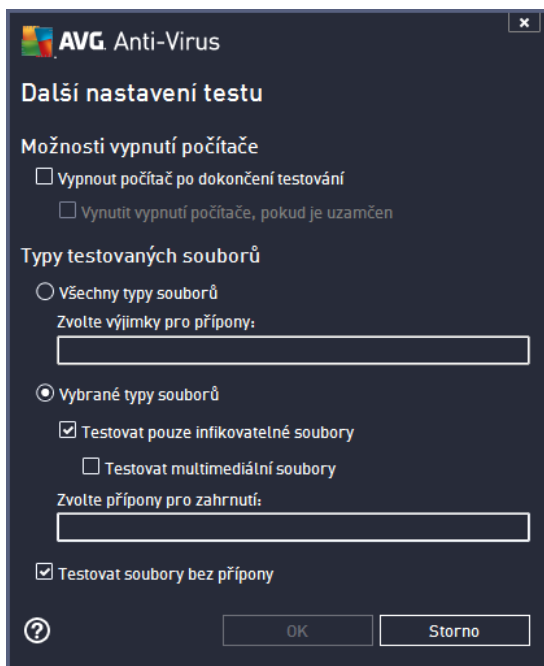 AVG. Anti-Virus
Další nastavení testu
Možnosti vypnutí počítače
Vypnout počítač po dokončení testování
Vynutit vypnutí počítače, pokud je uzamčen
Typy testovaných souborů
Všechny typy souborů
Zvolte výjimky pro přípony:
Vybrané typy souborů
Testovat pouze infikovatelné soubory
Testovat multimediální soubory
Zvolte přípony pro zahrnutí:
Testovat soubory bez přípony
OK
Storno